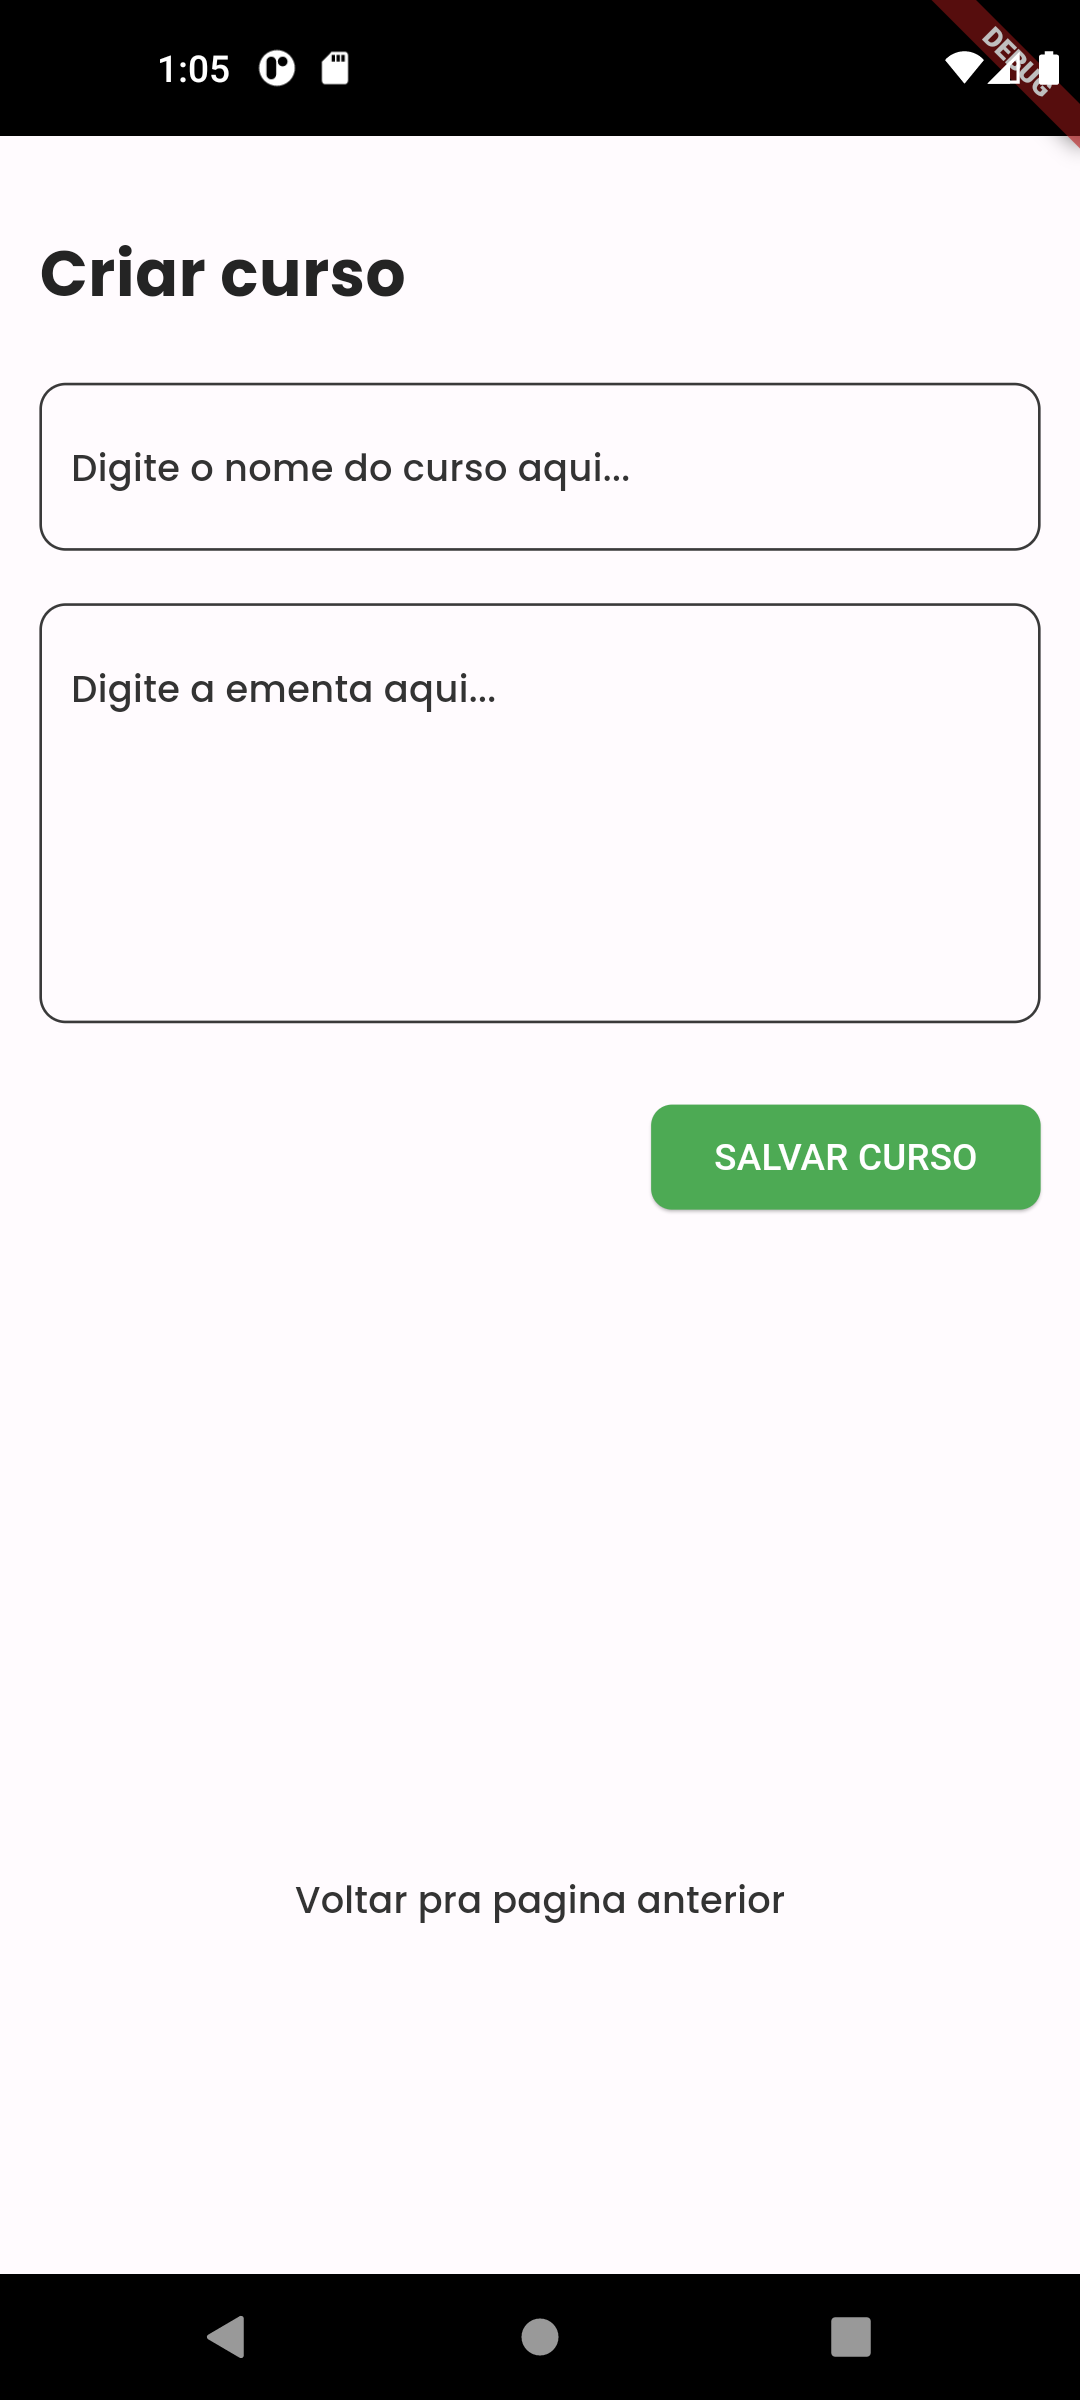 1:05
DEBUG
Criar curso
Digite o nome do curso aqui...
Digite a ementa aqui...
SALVAR CURSO
Voltar pra pagina anterior